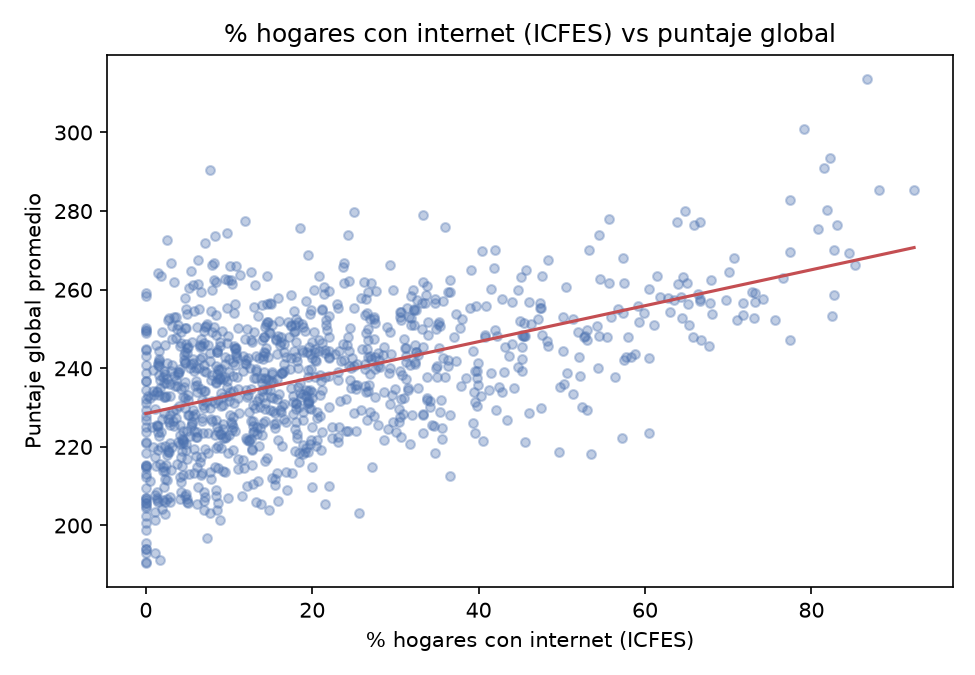 % hogares con internet (ICFES) vs puntaje global
Puntaje global promedio
300
280
260
240
220
200
0 20 40 60 80
% hogares con internet (ICFES)